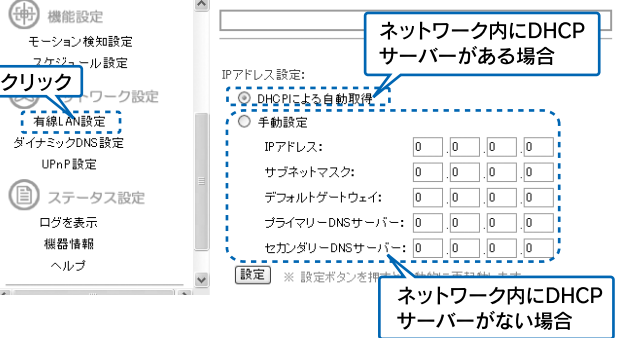 機能設定
モーション検知設定
スケジュール設定
クリック
トワーク設定
有線LAN設定
ダイナミックDNS設定
UPnP設定
ステータス設定
ログを表示
機器情報
ヘルプ
ネットワーク内にDHCP
サーバーがある場合
IPアドレス設定:
DHCPによる自動取得
手動設定
IPアドレス: 0 .0 .0 .0
サブネットマスク: 0 .0 .0 .0
デフォルトゲートウェイ: 0 .0 .0 .0
プライマリーDNSサーバー: 0 .0 .0 .0
セカンダリーDNSサーバー: 0 .0 .0 .0
設定 ※ 設定ボタンを押す
ネットワーク内にDHCP
サーバーがない場合